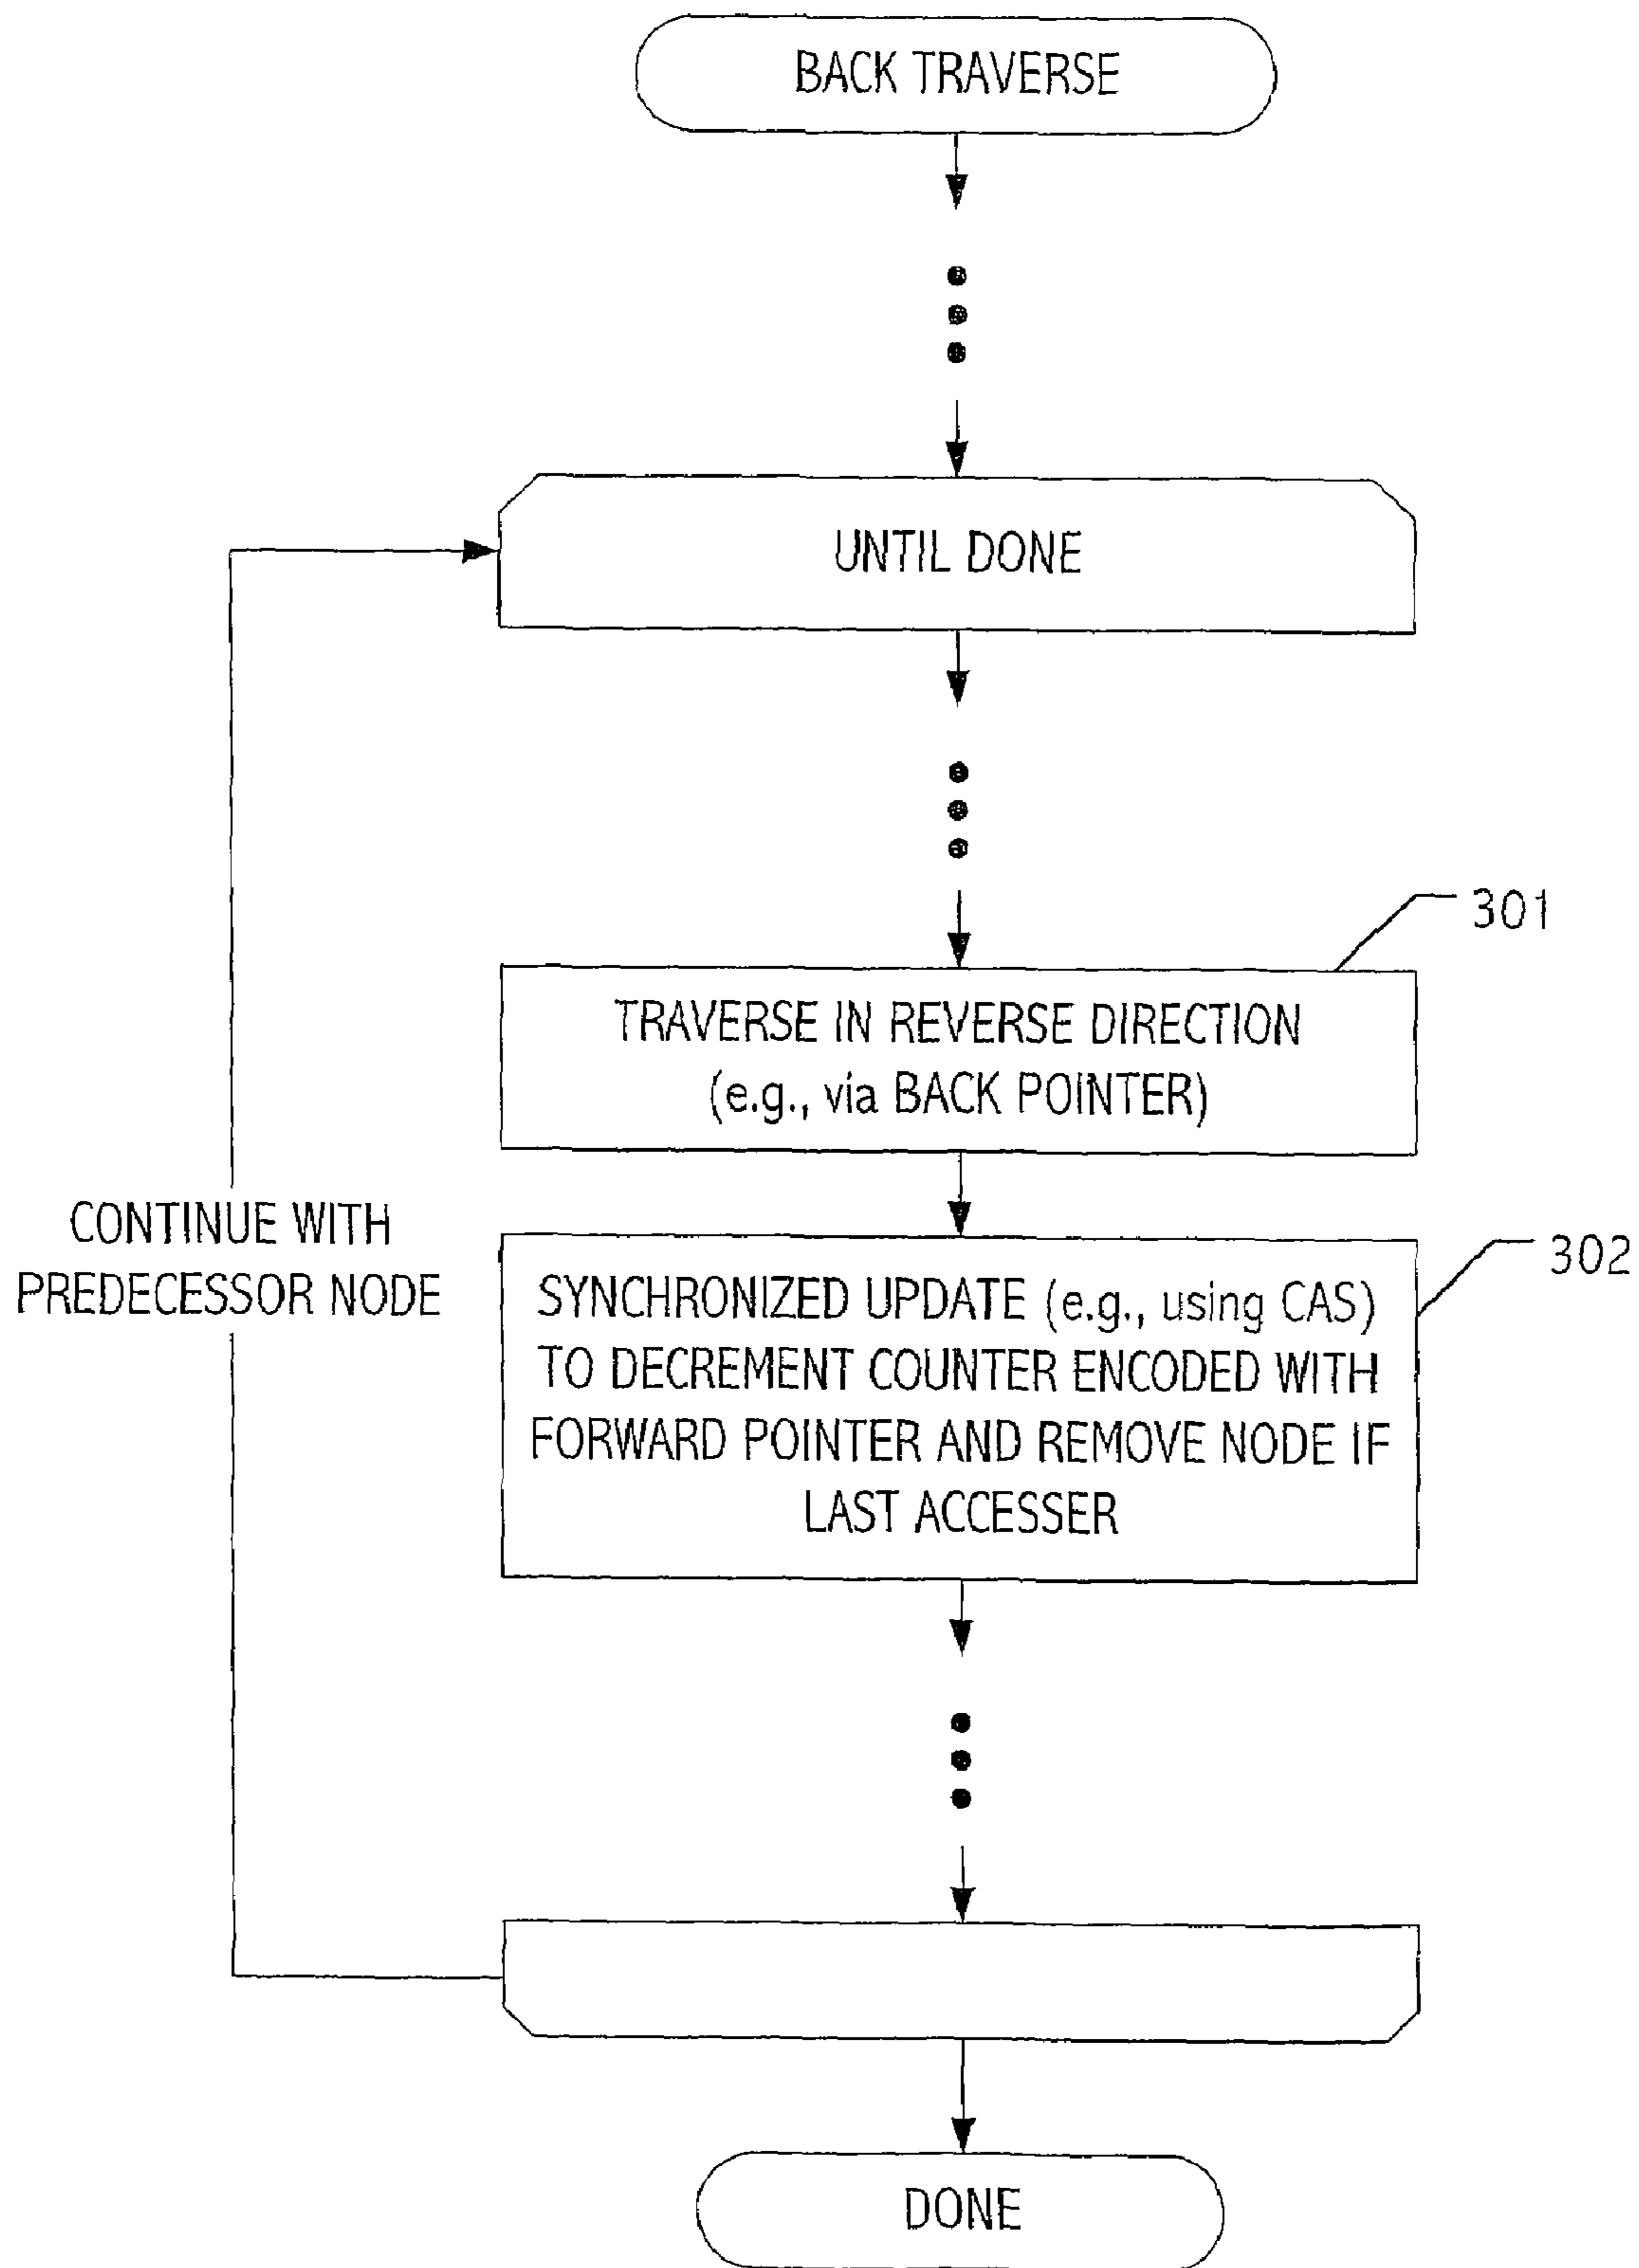 BACK TRAVERSE
UNTIL DONE
301
TRAVERSE IN REVERSE DIRECTION
(e.g., via BACK POINTER)
CONTINUE WITH
PREDECESSOR NODE
302
SYNCHRONIZED UPDATE (e.g., using CAS)
TO DECREMENT COUNTER ENCODED WITH
FORWARD POINTER AND REMOVE NODE IF
LAST ACCESSER
DONE